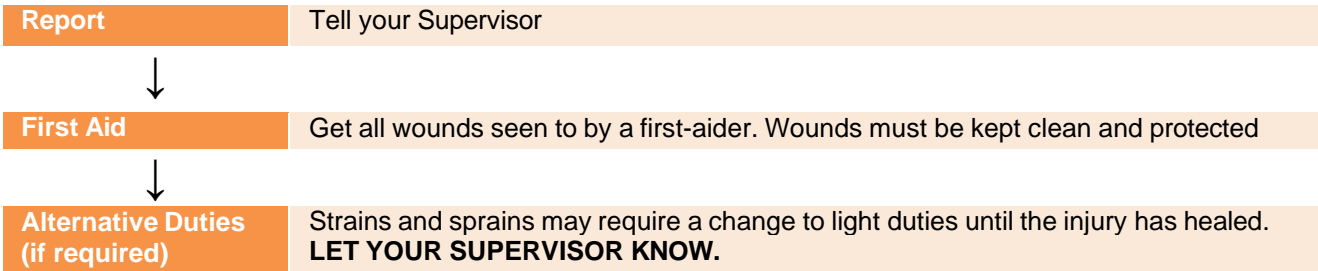 Report Tell your Supervisor
↓
First Aid Get all wounds seen to by a first-aider. Wounds must be kept clean and protected
↓
Alternative Duties Strains and sprains may require a change to light duties until the injury has healed.
(if required) LET YOUR SUPERVISOR KNOW.